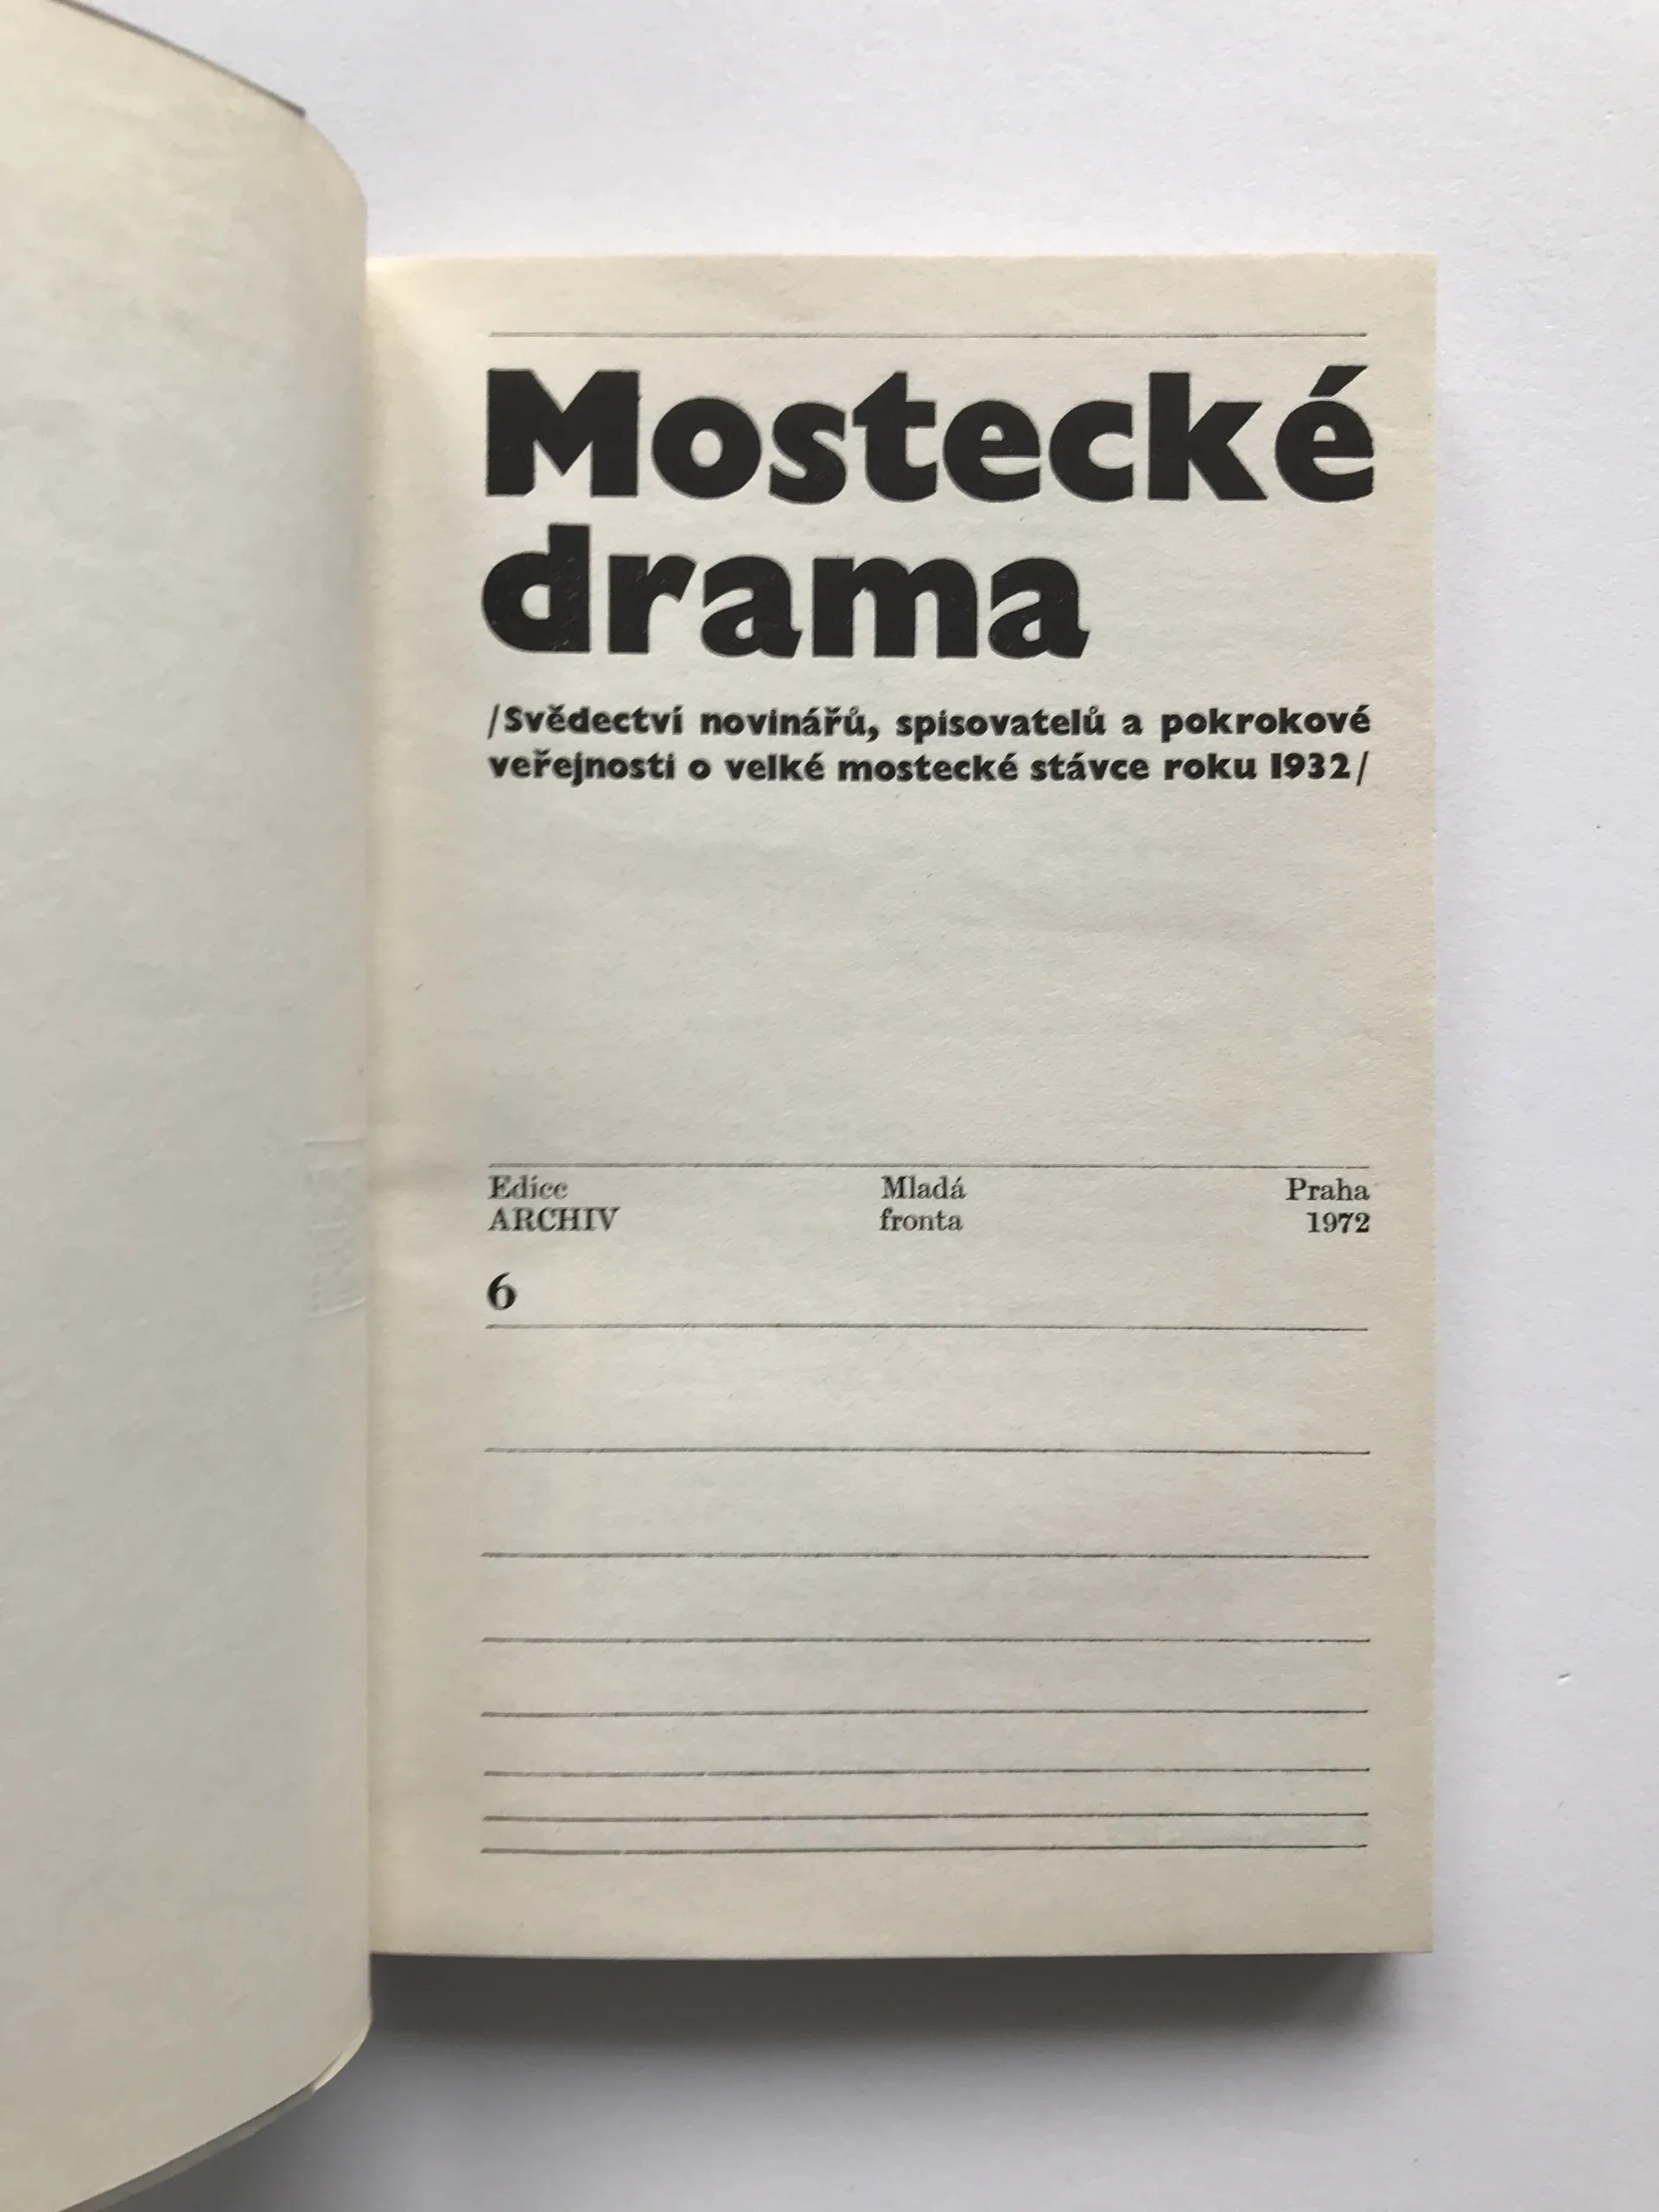 Mostecké
drama
/Svědectví novinářů, spisovatelů a pokrokové
veřejnosti o velké mostecké stávce roku 1932/
Edice
ARCHIV
Mladá
fronta
Praha
1972
6